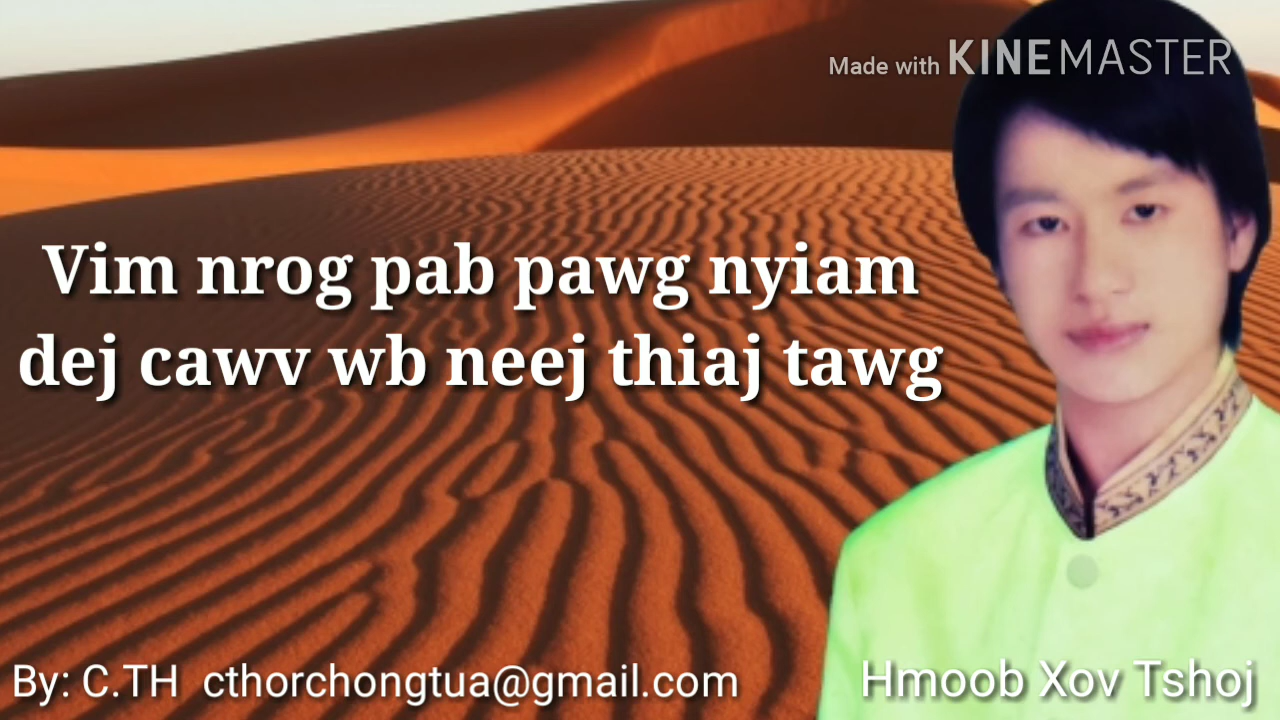 Made with KINEMASTER
Vim nrog pab pawg nyiam
dej cawv wb neej thiaj tawg
By: C.TH cthorchongtua@gmail.com
Hmoob Xov Tshoj